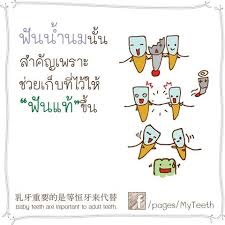 ฟันน้ำนมนั้น
สำคัญเพราะ
ช่วยเก็บที่ไว้ให้
"ฟันแท้"ขึ้น
乳牙重要的是等恒牙来代替
Baby teeth are important to adult teeth.
/pages/MyTeeth